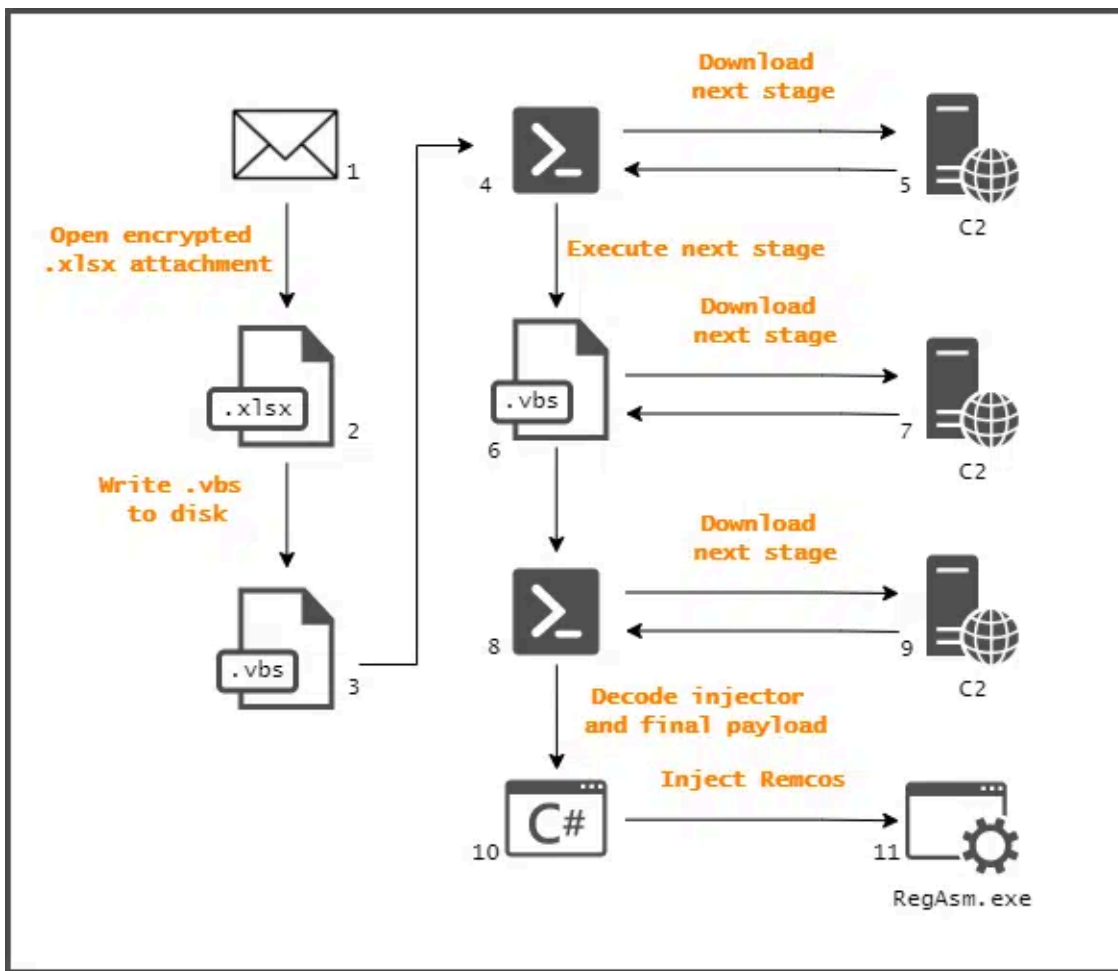 Download
next stage
1
4
5
C2
Open encrypted
.xlsx attachment
Execute next stage
Download
next stage
.xlsx
2
.vbs
6
7
C2
Write .vbs
to disk
Download
next stage
.vbs
3
8
9
C2
Decode injector
and final payload
Inject Remcos
C#
10
11
RegAsm.exe